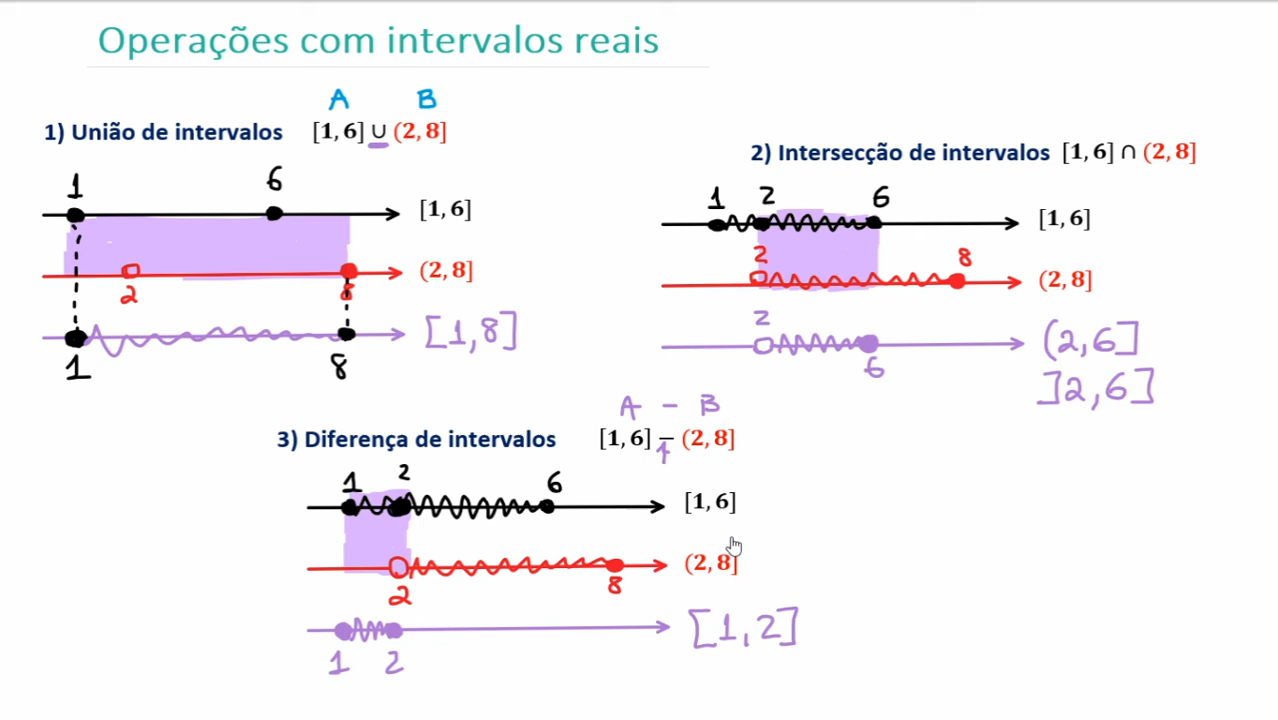 Operações com intervalos reais
A B
1) União de intervalos [1, 6] ∪ (2, 8]
1 6
[1, 6]
(2, 8]
2 8
[1,8]
1 8
2) Intersecção de intervalos [1, 6] ∩ (2, 8]
1 2 6
[1, 6]
2 8
(2, 8]
2
(2,6]
6
]2,6]
A - B
3) Diferença de intervalos [1, 6] − (2, 8]
1 2 6
[1, 6]
(2, 8]
2 8
[1,2]
1 2